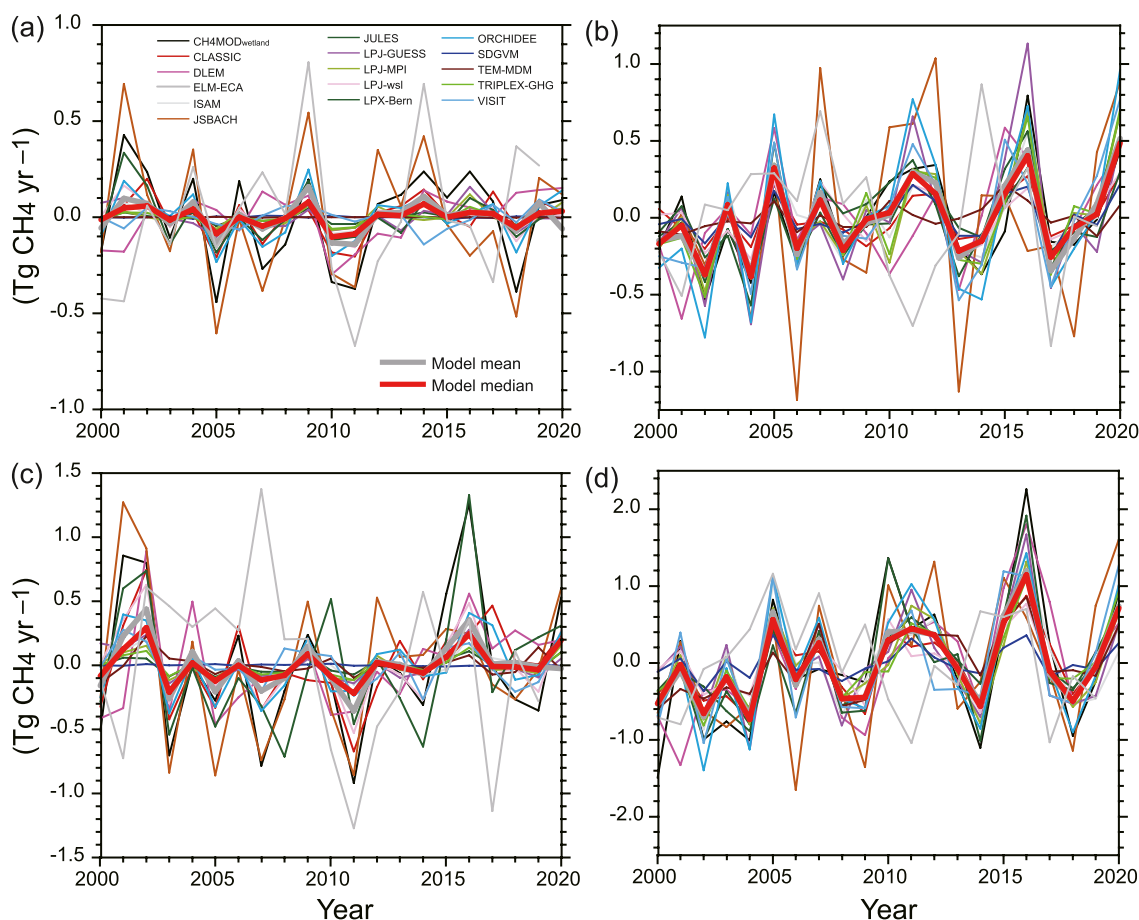 (a)
1.0
0.5
0.0
-0.5
-1.0
(Tg CH4 yr −1)
CH4MODwetland
CLASSIC
DLEM
ELM-ECA
ISAM
JSBACH
JULES
LPJ-GUESS
LPJ-MPI
LPJ-wsl
LPX-Bern
ORCHIDEE
SDGVM
TEM-MDM
TRIPLEX-GHG
VISIT
Model mean
Model median
2000 2005 2010 2015 2020
(b)
1.0
0.5
0.0
-0.5
-1.0
2000 2005 2010 2015 2020
(c)
1.5
1.0
0.5
0.0
-0.5
-1.0
-1.5
(Tg CH4 yr −1)
2000 2005 2010 2015 2020
Year
(d)
2.0
1.0
0.0
-1.0
-2.0
2000 2005 2010 2015 2020
Year